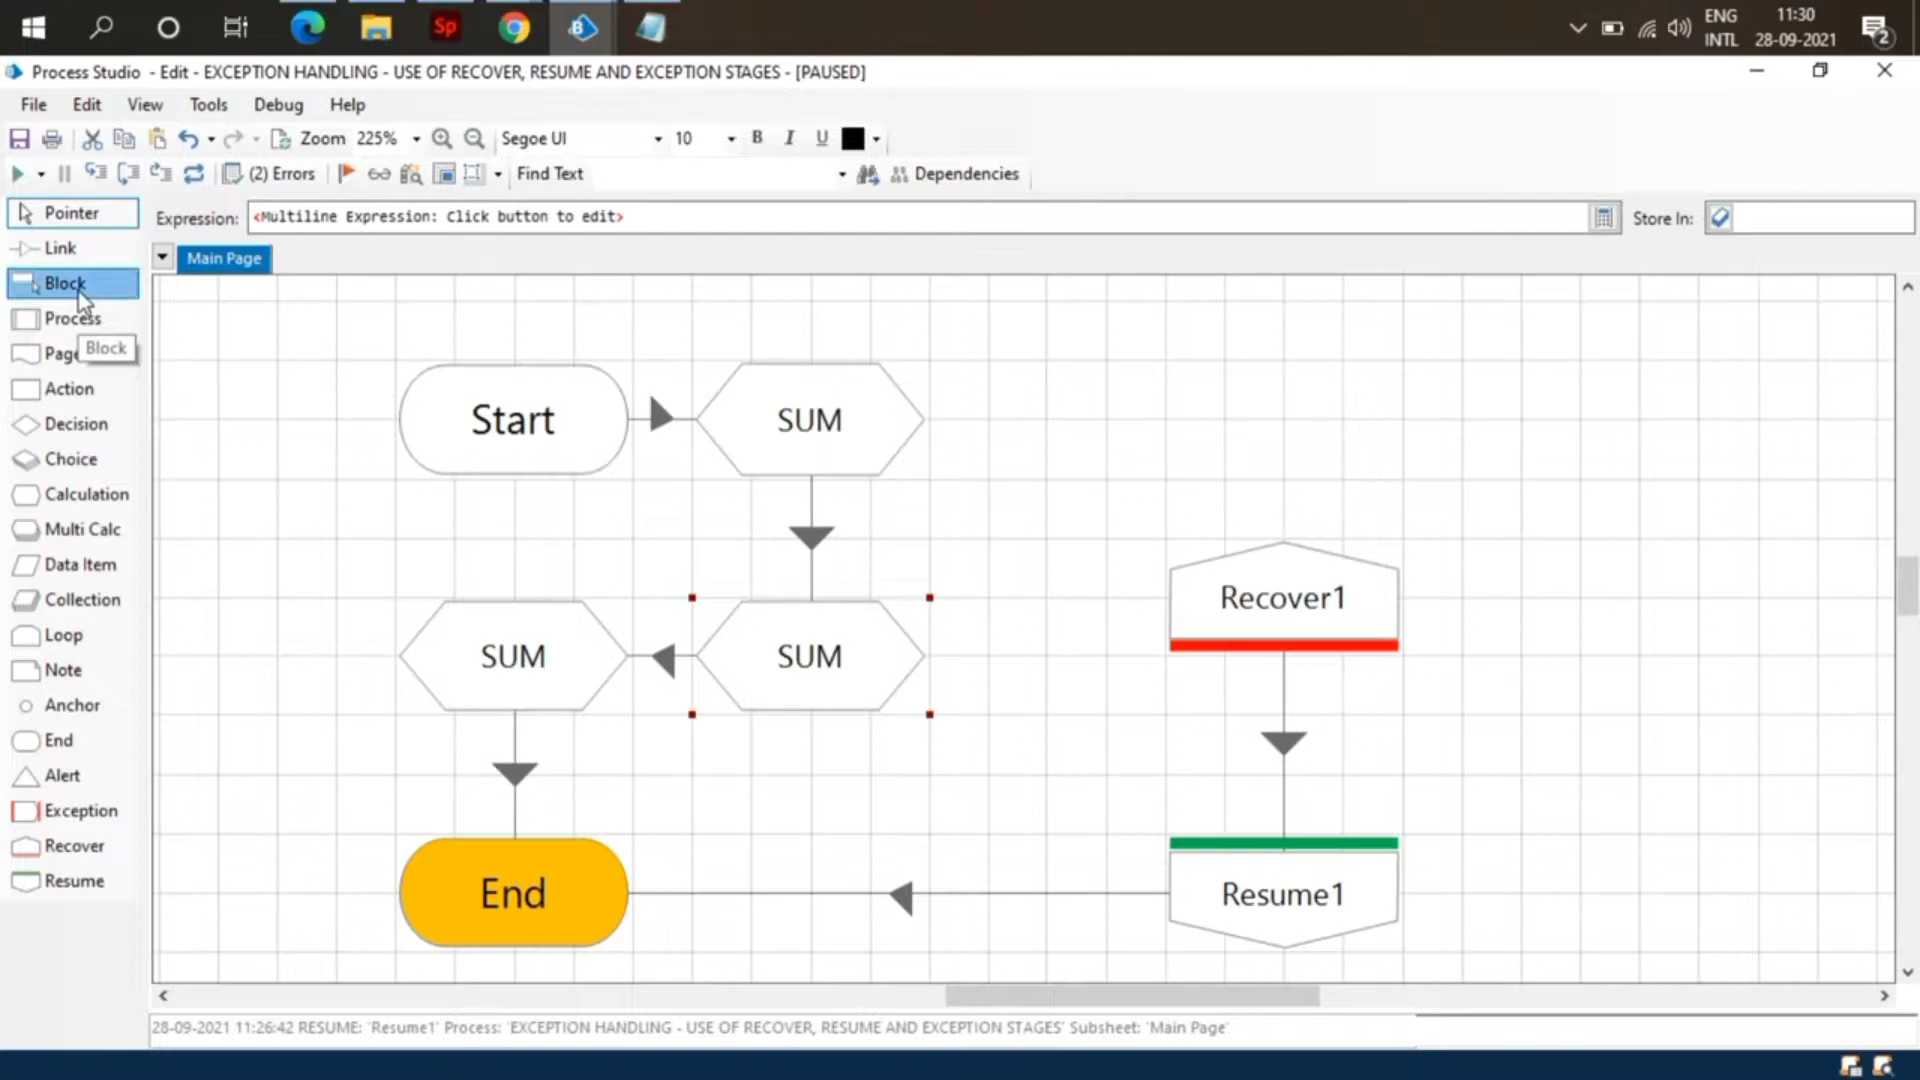 Sp
ENG
INTL
11:30
28-09-2021
2
Process Studio - Edit - EXCEPTION HANDLING - USE OF RECOVER, RESUME AND EXCEPTION STAGES - [PAUSED]
File Edit View Tools Debug Help
Zoom 225% Segoe UI 10 B I U
(2) Errors Find Text Dependencies
Expression: <Multiline Expression: Click button to edit> Store In:
Main Page
Pointer
Link
Block
Process
Page
Block
Action
Decision
Choice
Calculation
Multi Calc
Data Item
Collection
Loop
Note
Anchor
End
Alert
Exception
Recover
Resume
Start
SUM
Recover1
SUM
SUM
End
Resume1
28-09-2021 11:26:42 RESUME: 'Resume1' Process: 'EXCEPTION HANDLING - USE OF RECOVER, RESUME AND EXCEPTION STAGES' Subsheet: 'Main Page'